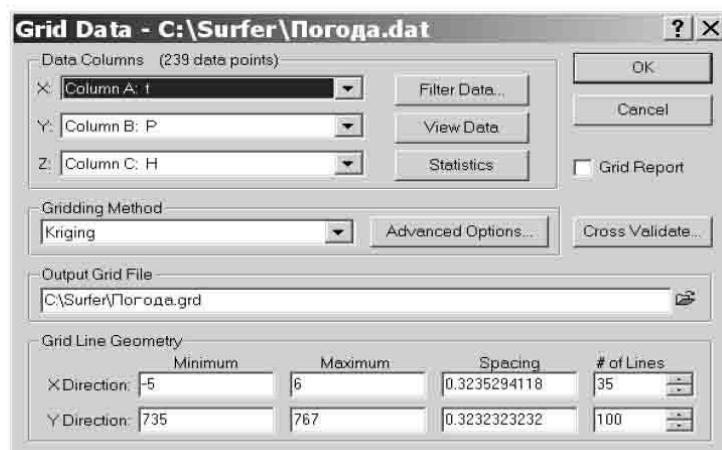 Grid Data - C:\Surfer\Погода.dat
Data Columns (239 data points)
X: Column A: t
Filter Data...
OK
Y: Column B: P
View Data
Cancel
Z: Column C: H
Statistics
Grid Report
Gridding Method
Kriging
Advanced Options...
Cross Validate...
Output Grid File
C:\Surfer\Погода.grd
Grid Line Geometry
Minimum Maximum Spacing # of Lines
X Direction: -5 6 0.3235294118 35
Y Direction: 735 767 0.3232323232 100